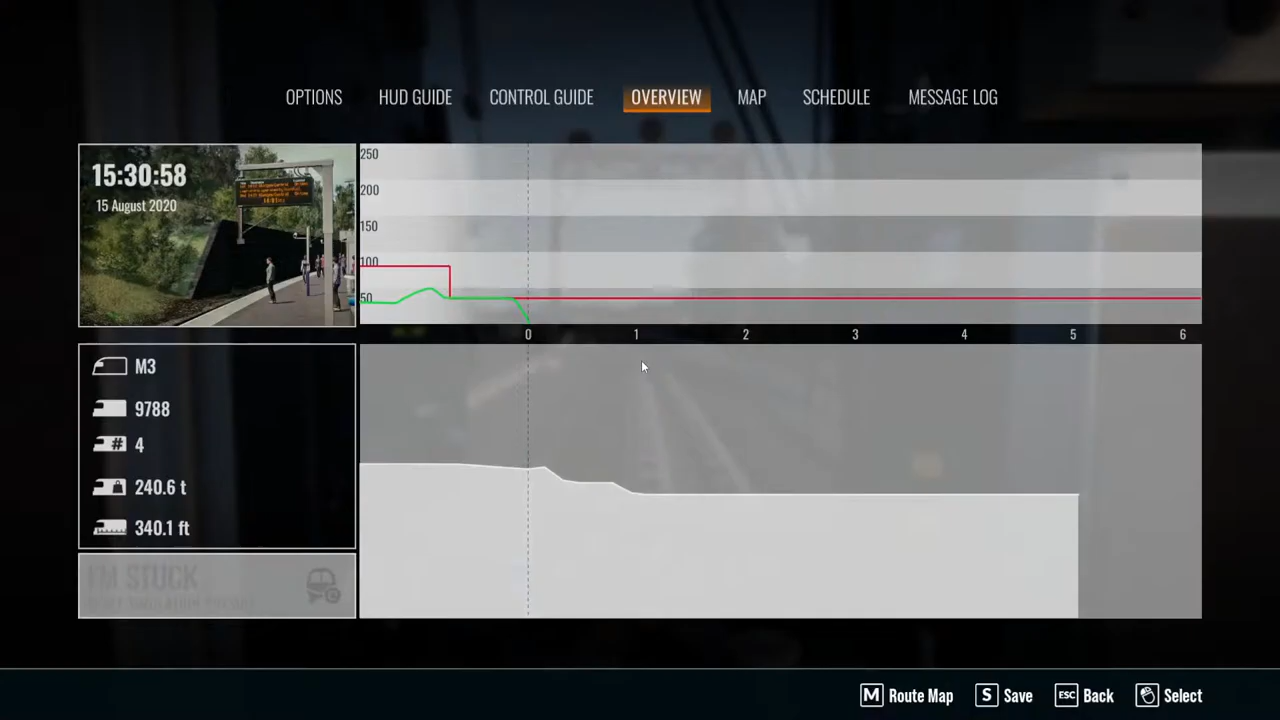 OPTIONS HUD GUIDE CONTROL GUIDE OVERVIEW MAP SCHEDULE MESSAGE LOG
15:30:58
15 August 2020
250
200
150
100
50
0 1 2 3 4 5 6
M3
9788
# 4
240.6 t
340.1 ft
I'M STUCK
M Route Map S Save ESC Back Select